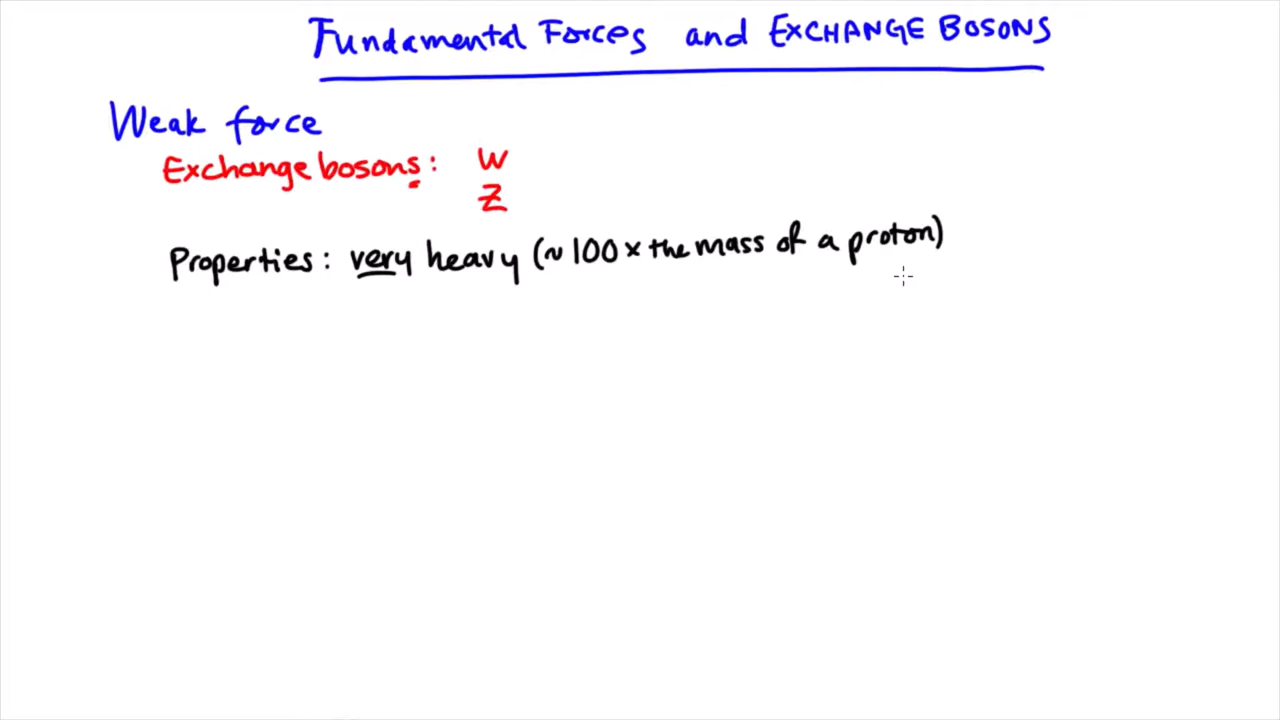 Fundamental Forces and EXCHANGE BOSONS
Weak force
Exchange bosons: W
Z
Properties: very heavy (~100 x the mass of a proton)